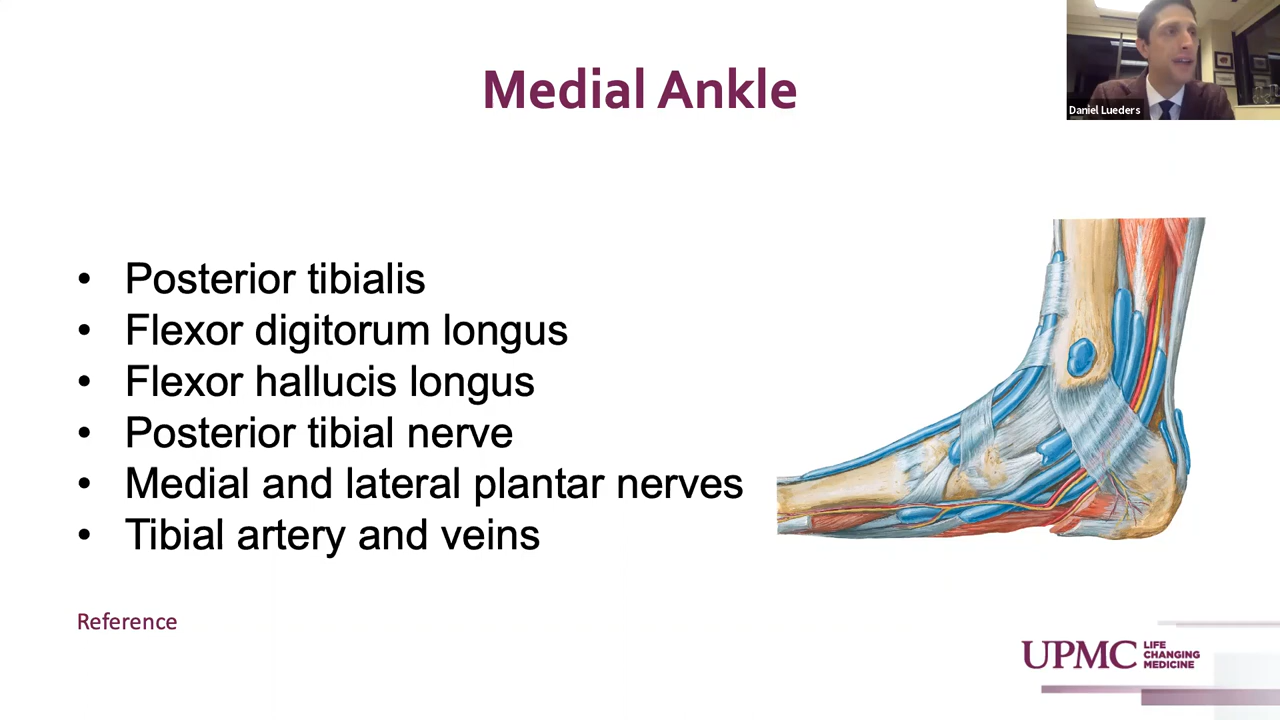 Medial Ankle
Daniel Lueders
• Posterior tibialis
• Flexor digitorum longus
• Flexor hallucis longus
• Posterior tibial nerve
• Medial and lateral plantar nerves
• Tibial artery and veins
Reference
UPMC
LIFE
CHANGING
MEDICINE